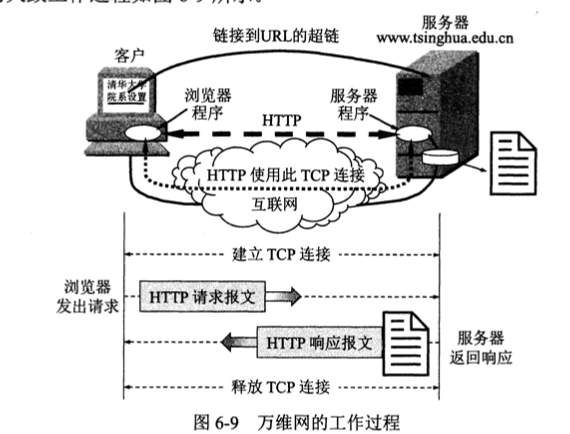 链接到URL的超链
服务器
www.tsinghua.edu.cn
客户
清华大学
院系设置
浏览器
程序
服务器
程序
HTTP
HTTP 使用此 TCP 连接
互联网
建立 TCP 连接
浏览器
发出请求
HTTP 请求报文
HTTP 响应报文
服务器
返回响应
释放 TCP 连接
图 6-9 万维网的工作过程